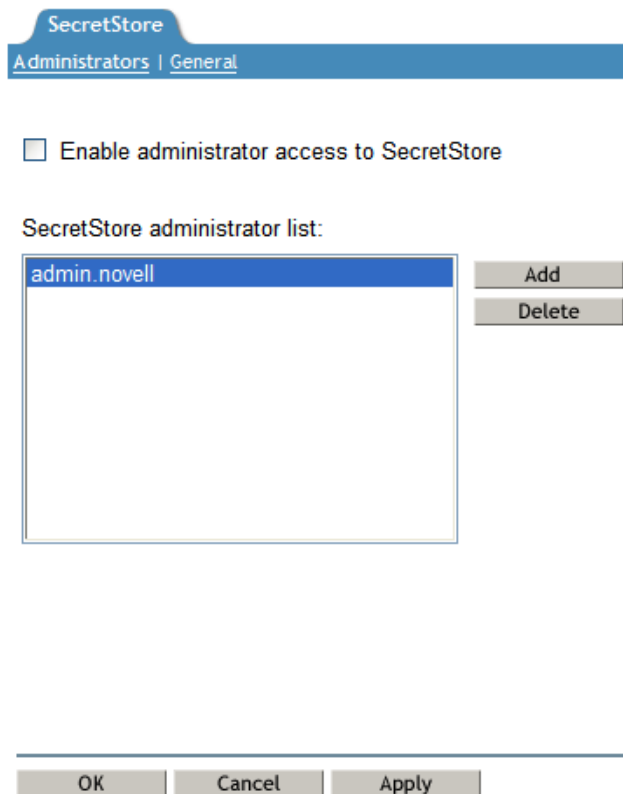 SecretStore
Administrators | General
Enable administrator access to SecretStore
SecretStore administrator list:
admin.novell
Add
Delete
OK Cancel Apply